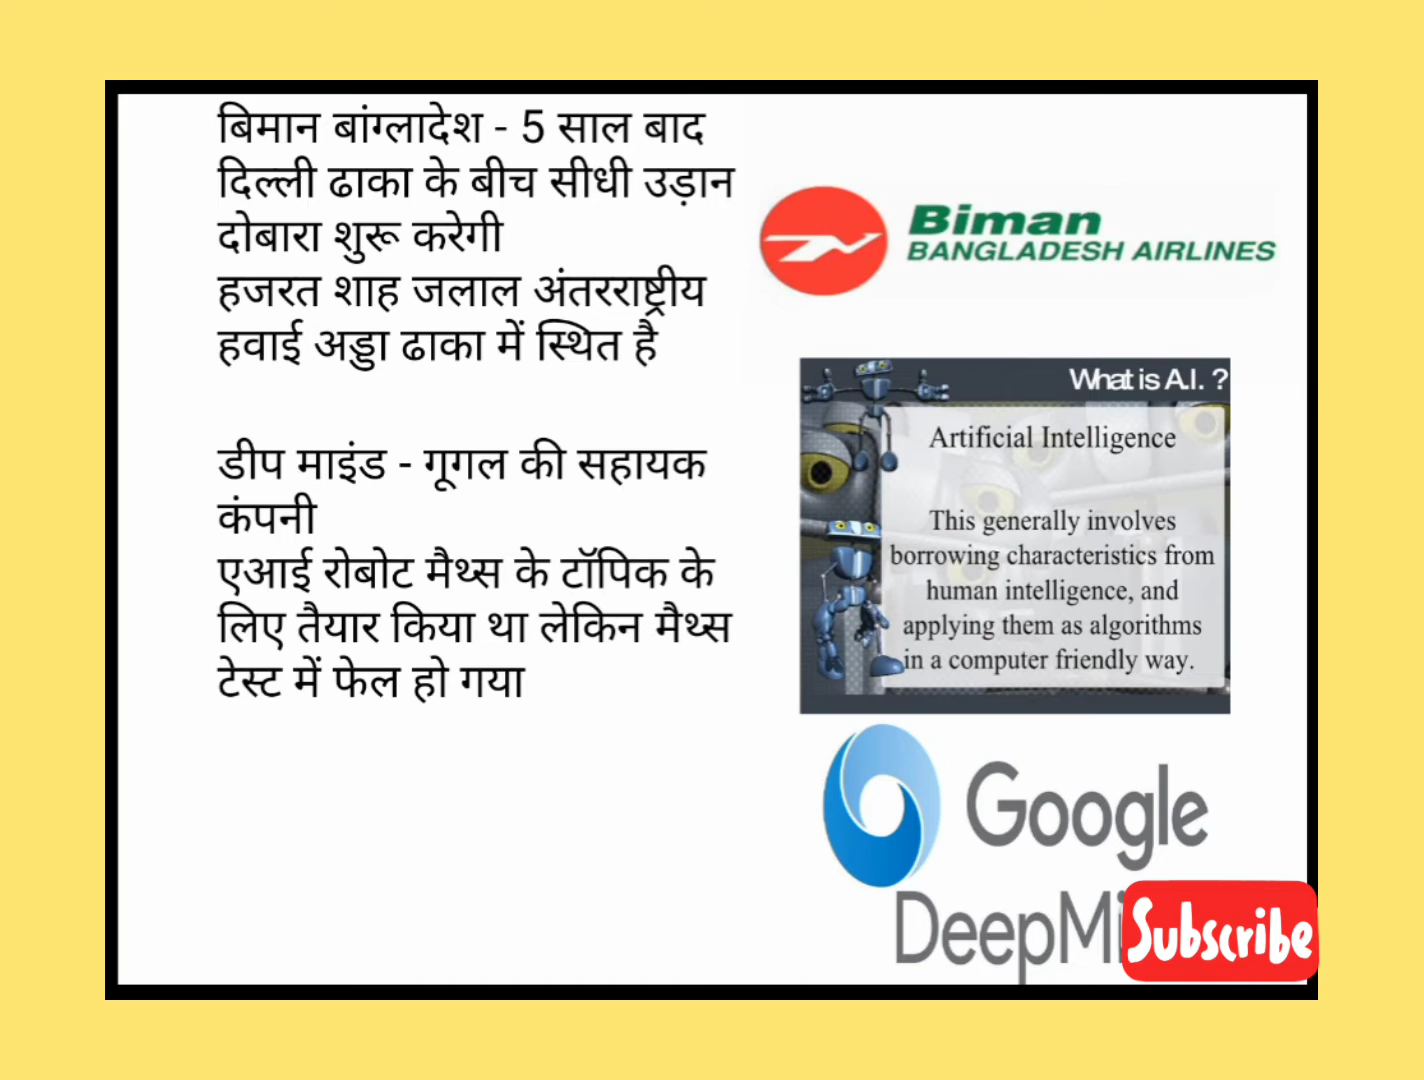 बिमान बांग्लादेश - 5 साल बाद
दिल्ली ढाका के बीच सीधी उड़ान
दोबारा शुरू करेगी
हजरत शाह जलाल अंतरराष्ट्रीय
हवाई अड्डा ढाका में स्थित है
डीप माइंड - गूगल की सहायक
कंपनी
एआई रोबोट मैथ्स के टॉपिक के
लिए तैयार किया था लेकिन मैथ्स
टेस्ट में फेल हो गया
Biman
BANGLADESH AIRLINES
What is A.I. ?
Artificial Intelligence
This generally involves
borrowing characteristics from
human intelligence, and
applying them as algorithms
in a computer friendly way.
Google
DeepMi
Subscribe